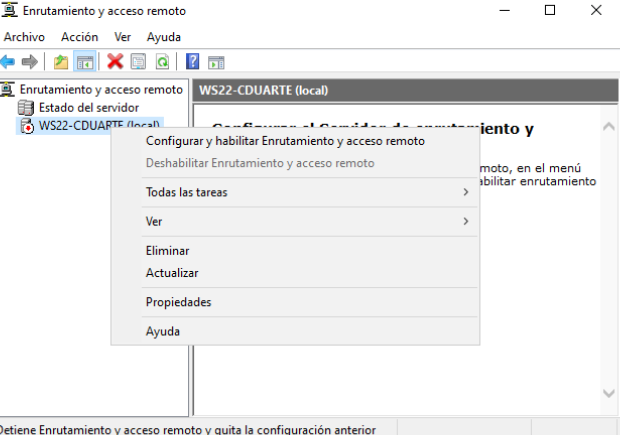 Enrutamiento y acceso remoto
Archivo Acción Ver Ayuda
Enrutamiento y acceso remoto
Estado del servidor
WS22-CDUARTE (local)
WS22-CDUARTE (local)
Configurar el Servidor de enrutamiento y
moto, en el menú
abilitar enrutamiento
Configurar y habilitar Enrutamiento y acceso remoto
Deshabilitar Enrutamiento y acceso remoto
Todas las tareas
Ver
Eliminar
Actualizar
Propiedades
Ayuda
Detiene Enrutamiento y acceso remoto y quita la configuración anterior